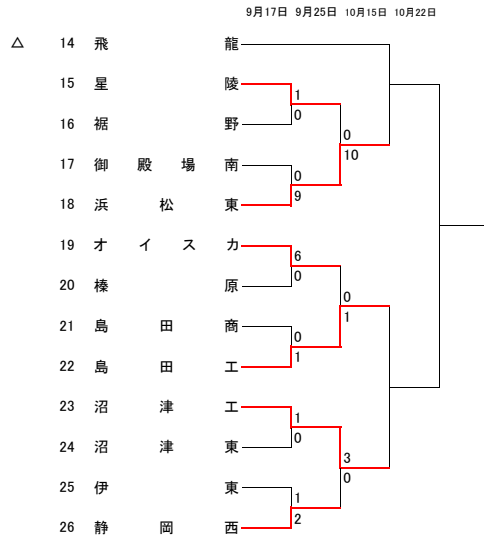 9月17日 9月25日 10月15日 10月22日
△ 14 飛龍
15 星陵
1
0
16 裾野
0
10
17 御殿場南
0
9
18 浜松東
19 オイスカ
6
0
20 榛原
0
1
21 島田商
0
1
22 島田工
23 沼津工
1
0
24 沼津東
3
0
25 伊東
1
2
26 静岡西